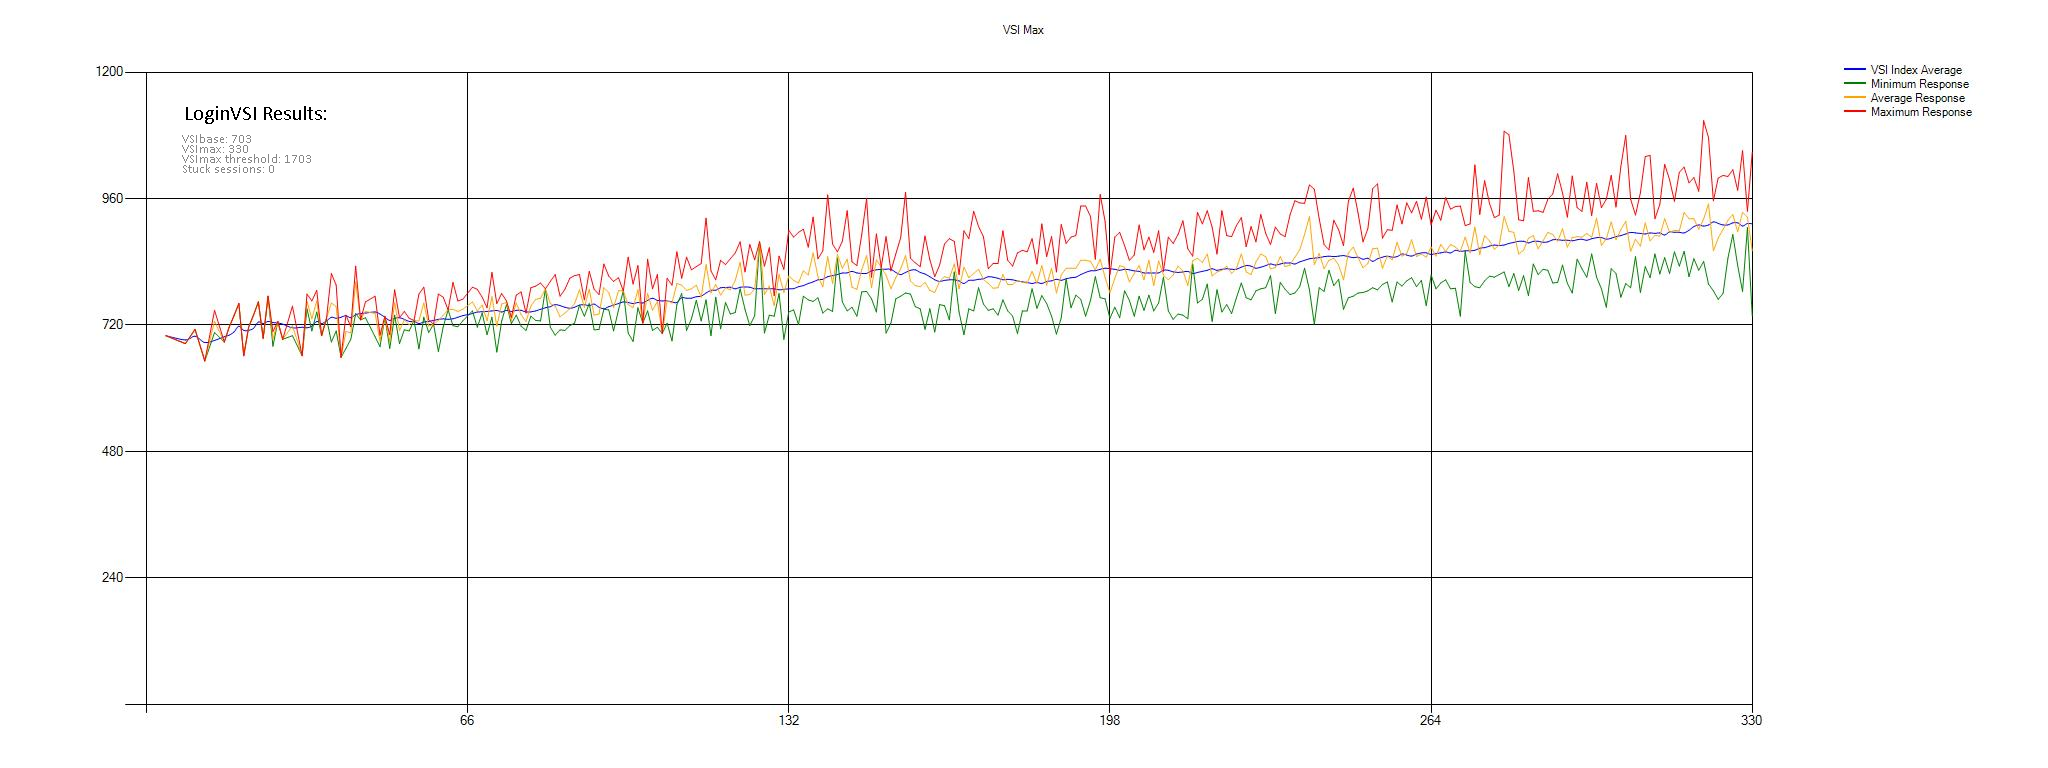 VSI Max
1200
960
720
480
240
66
132
198
264
330
LoginVSI Results:
VSIbase: 703
VSImax: 330
VSImax threshold: 1703
Stuck sessions: 0
VSI Index Average
Minimum Response
Average Response
Maximum Response